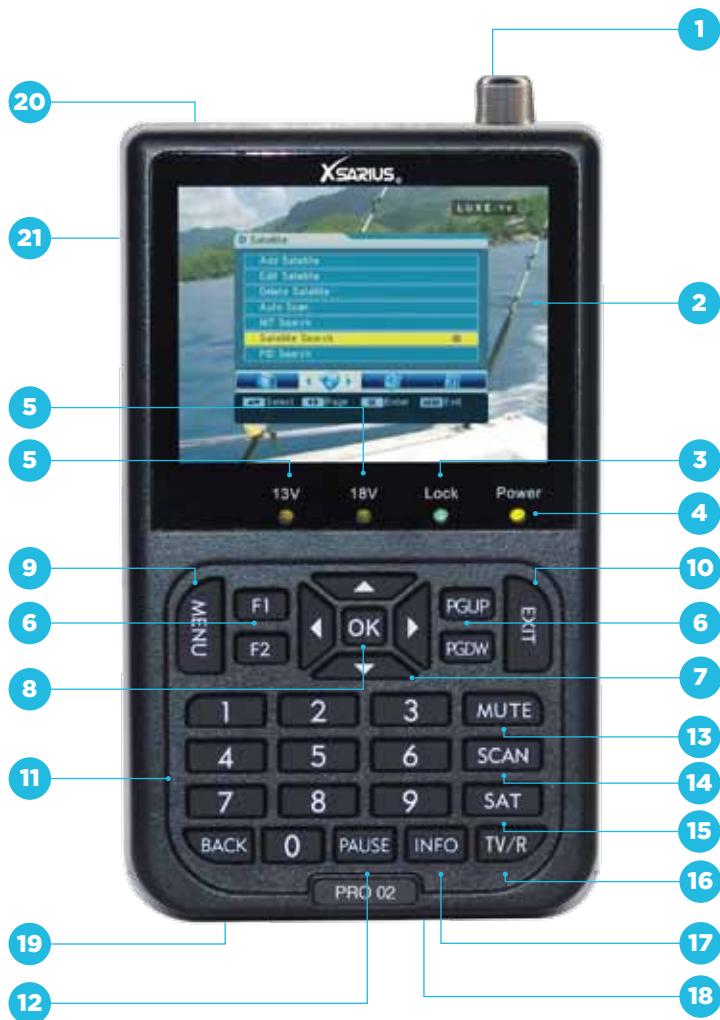 1
20
XSARIUS®
LUXE.TV
21
Satellite
Add Satellite
Edit Satellite
Delete Satellite
Auto Scan
2
NIT Search
Satellite Search
PID Search
Select Page OK Enter MENU Exit
5
5
3
13V 18V Lock Power
4
9
10
MENU
F1
PGUP
EXIT
6
OK
6
F2
PGDW
8
7
1 2 3 MUTE
13
4 5 6 SCAN
11
14
7 8 9 SAT
15
BACK 0 PAUSE INFO TV/R
16
PRO 02
19
17
12
18